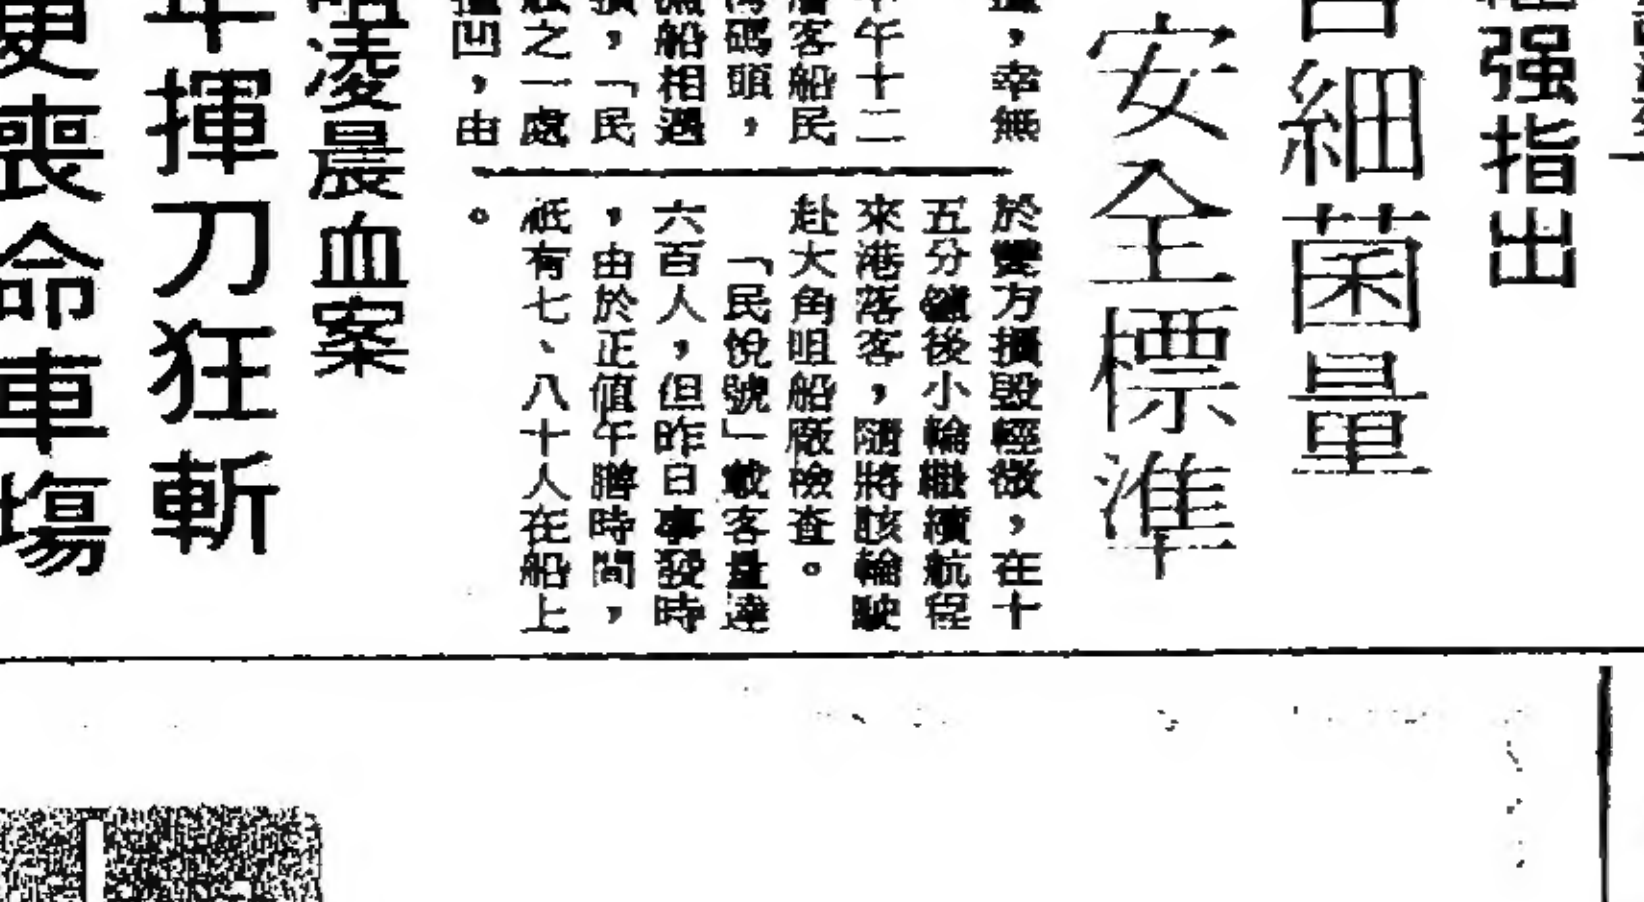 强指出
細菌量
安全標準
，幸無
午十二
客船民
碼頭，
船相遇
，「民
之一處
凹，由
於雙方損毀輕微，在十
五分鐘後小輪繼續航程
來港落客，隨將該輪駛
赴大角咀船廠檢查。
「民悅號」載客量達
六百人，但昨日事發時
，由於正值午膳時間，
祇有七、八十人在船上
。
凌晨血案
揮刀狂斬
喪命車場